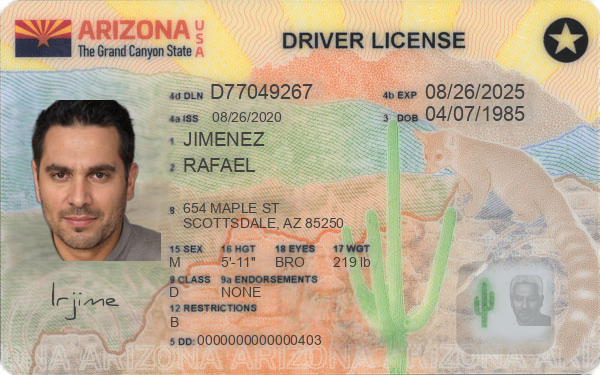 ARIZONA USA
The Grand Canyon State
DRIVER LICENSE
4d DLN D77049267
4b EXP 08/26/2025
4a ISS 08/26/2020
3 DOB 04/07/1985
1 JIMENEZ
2 RAFAEL
8 654 MAPLE ST
SCOTTSDALE, AZ 85250
15 SEX 16 HGT 18 EYES 17 WGT
M 5'-11" BRO 219 lb
9 CLASS 9a ENDORSEMENTS
D NONE
12 RESTRICTIONS
B
5 DD: 0000000000000403
Irjime
ARIZONA ARIZONA ARIZONA ARIZONA